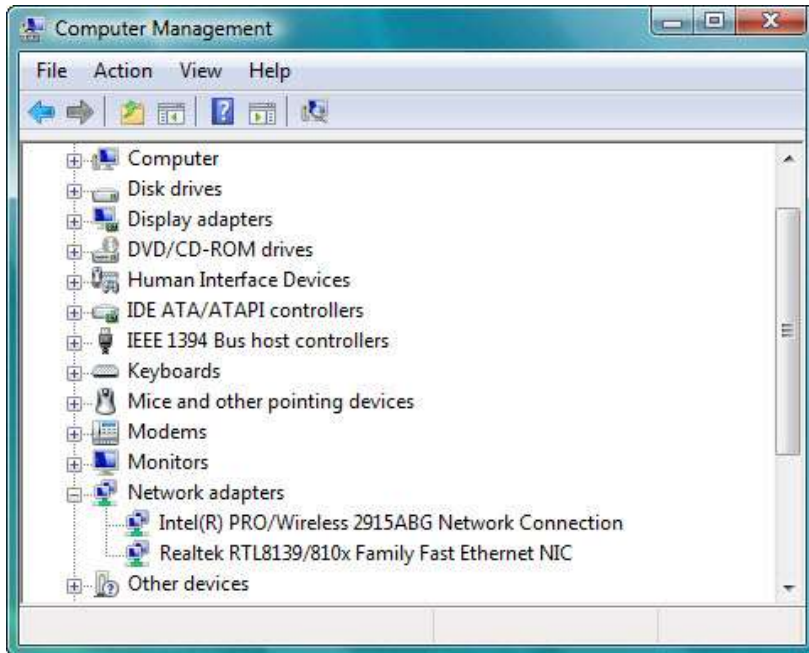 Computer Management
File Action View Help
Computer
Disk drives
Display adapters
DVD/CD-ROM drives
Human Interface Devices
IDE ATA/ATAPI controllers
IEEE 1394 Bus host controllers
Keyboards
Mice and other pointing devices
Modems
Monitors
Network adapters
Intel(R) PRO/Wireless 2915ABG Network Connection
Realtek RTL8139/810x Family Fast Ethernet NIC
Other devices